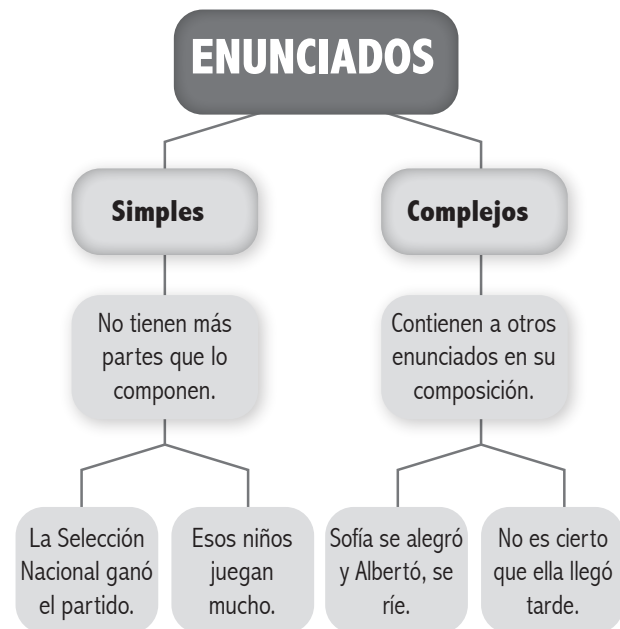 ENUNCIADOS
Simples
Complejos
No tienen más
partes que lo
componen.
Contienen a otros
enunciados en su
composición.
La Selección
Nacional ganó
el partido.
Esos niños
juegan
mucho.
Sofía se alegró
y Albertó, se
ríe.
No es cierto
que ella llegó
tarde.